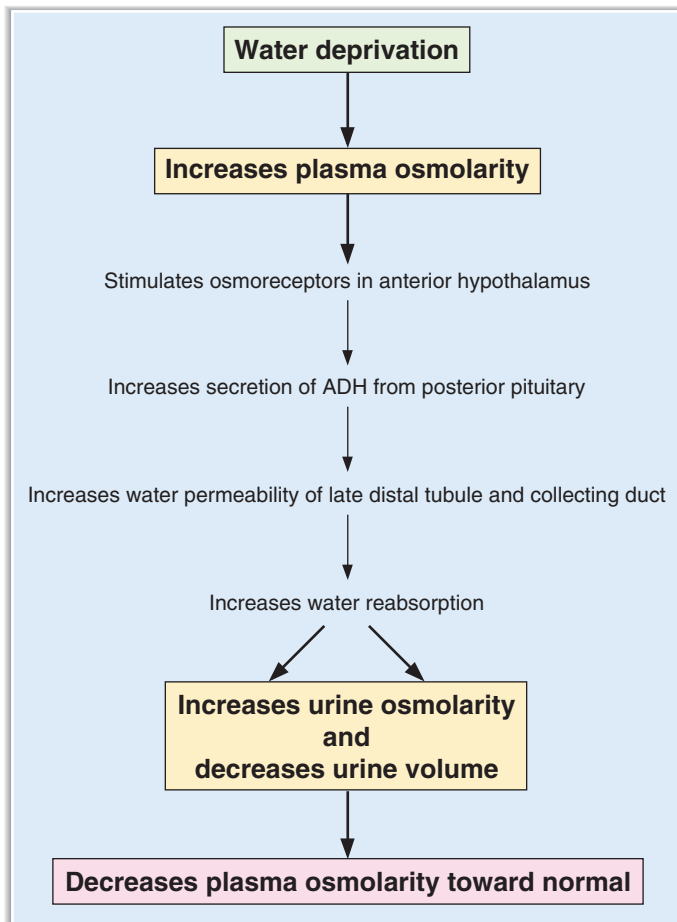 Water deprivation
Increases plasma osmolarity
Stimulates osmoreceptors in anterior hypothalamus
Increases secretion of ADH from posterior pituitary
Increases water permeability of late distal tubule and collecting duct
Increases water reabsorption
Increases urine osmolarity
and
decreases urine volume
Decreases plasma osmolarity toward normal